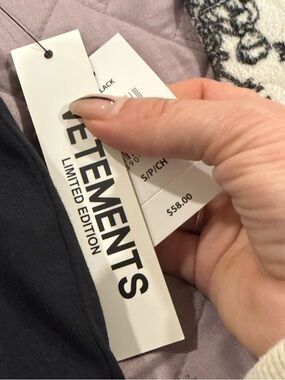 VETEMENTS
LIMITED EDITION
LACK
S/P/CH
$58.00